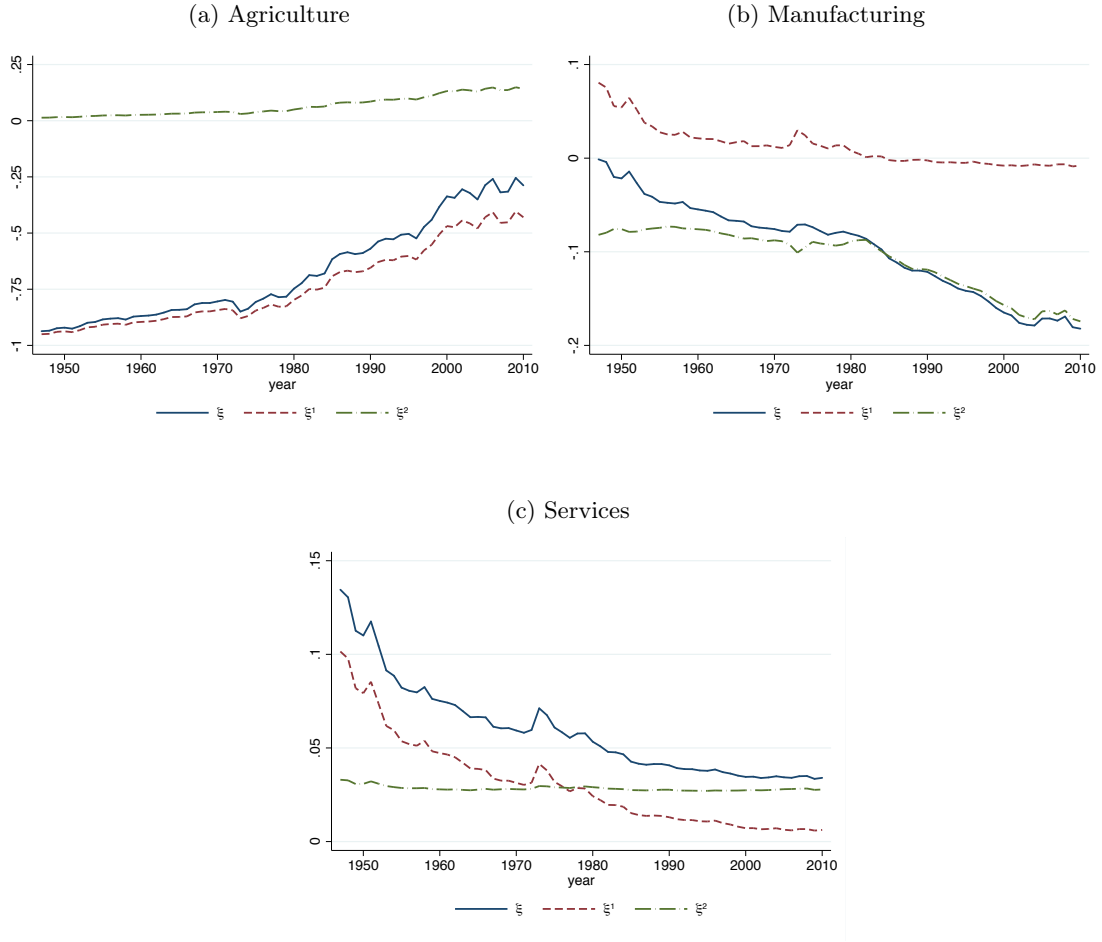 (a) Agriculture
.25
0
-.25
-.5
-.75
-1
1950 1960 1970 1980 1990 2000 2010
year
ξ ξ¹ ξ²
(b) Manufacturing
.1
0
-.1
-.2
1950 1960 1970 1980 1990 2000 2010
year
ξ ξ¹ ξ²
(c) Services
.15
.1
.05
0
1950 1960 1970 1980 1990 2000 2010
year
ξ ξ¹ ξ²